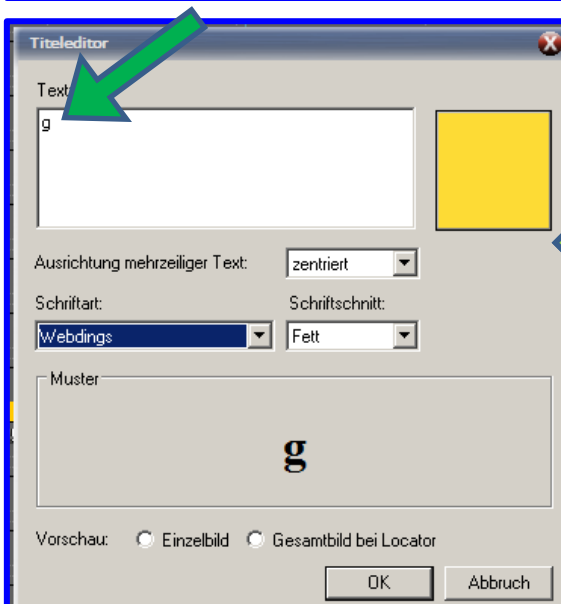 Titeleditor
Text
g
Ausrichtung mehrzeiliger Text: zentriert
Schriftart: Schriftschnitt:
Webdings Fett
Muster
g
Vorschau: Einzelbild Gesamtbild bei Locator
OK Abbruch